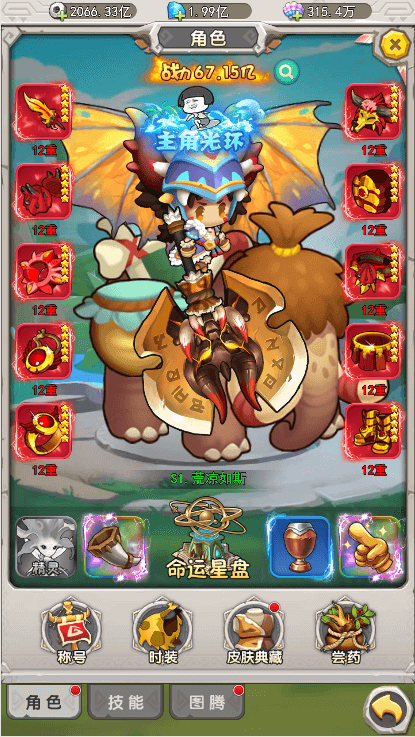 2066.33亿 1.99亿 315.4万
角色
战力67.15亿
主角光环
12重 12重
12重 12重
12重 12重
12重 12重
12重 12重
S1.荒凉如斯
精灵 命运星盘
称号 时装 皮肤典藏 尝药
角色 技能 图腾